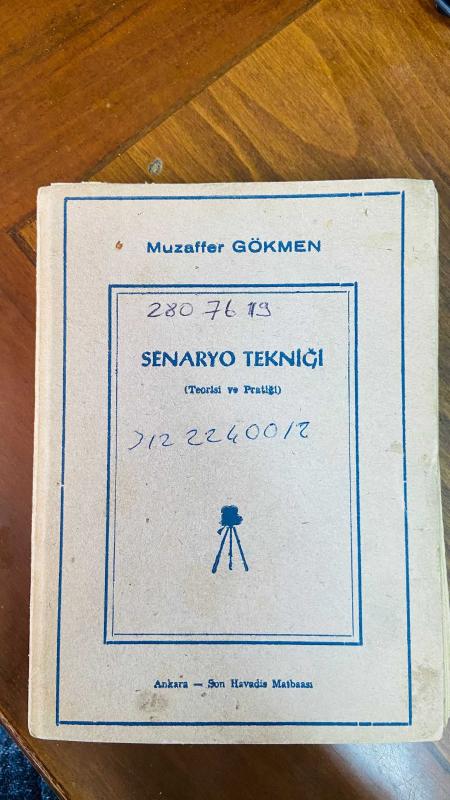 Muzaffer GÖKMEN
280 76 19
SENARYO TEKNİĞİ
(Teorisi ve Pratiği)
312 2240012
Ankara — Son Havadis Matbaası